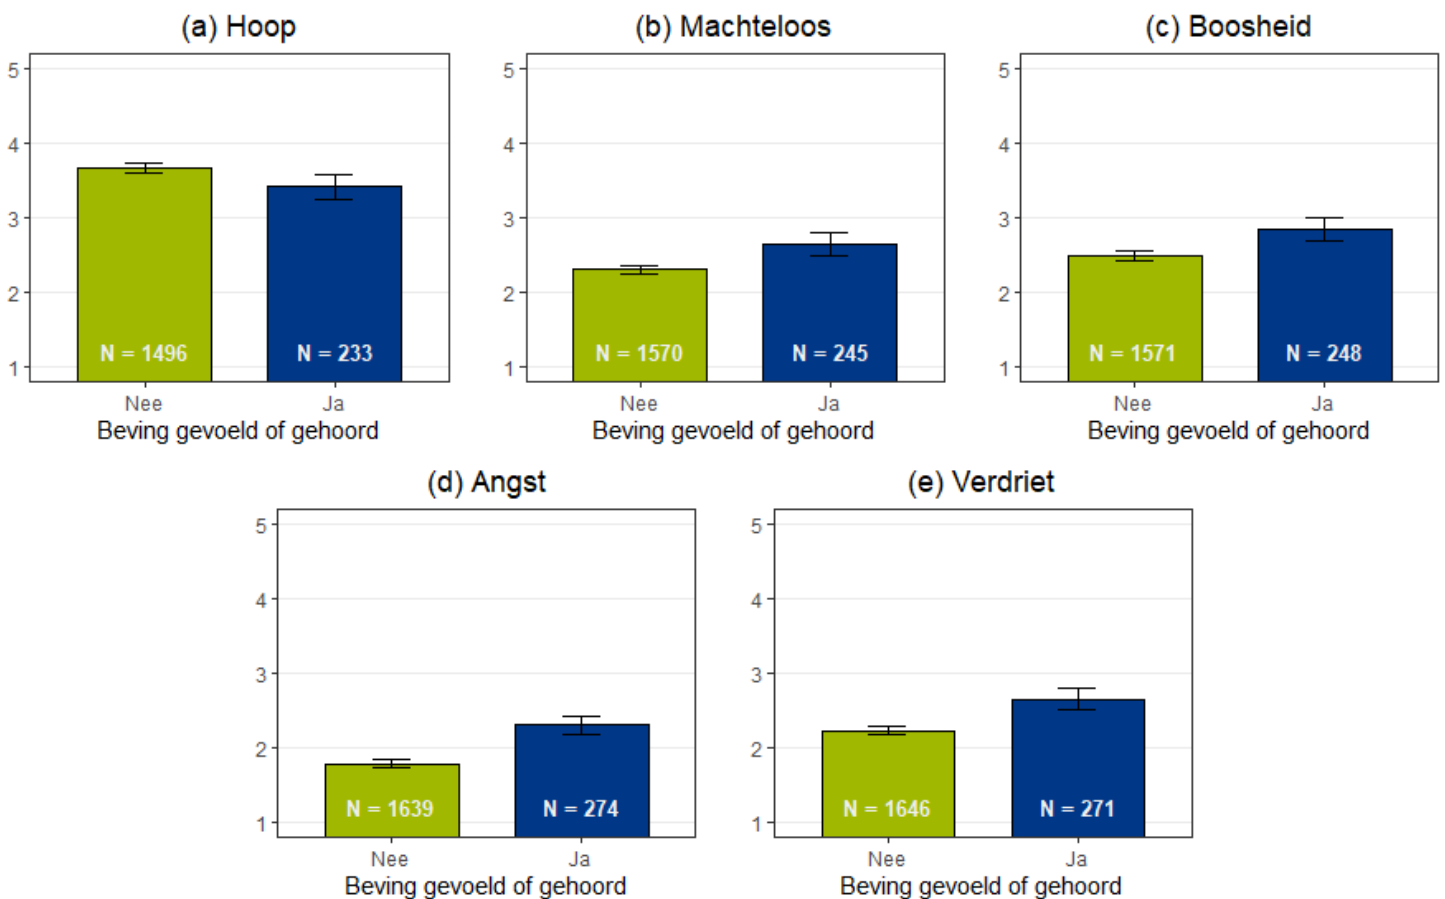 (a) Hoop
(b) Machteloos
(c) Boosheid
5
4
3
2
1
N = 1496
N = 233
Nee
Ja
Beving gevoeld of gehoord
5
4
3
2
1
N = 1570
N = 245
Nee
Ja
Beving gevoeld of gehoord
5
4
3
2
1
N = 1571
N = 248
Nee
Ja
Beving gevoeld of gehoord
(d) Angst
(e) Verdriet
5
4
3
2
1
N = 1639
N = 274
Nee
Ja
Beving gevoeld of gehoord
5
4
3
2
1
N = 1646
N = 271
Nee
Ja
Beving gevoeld of gehoord